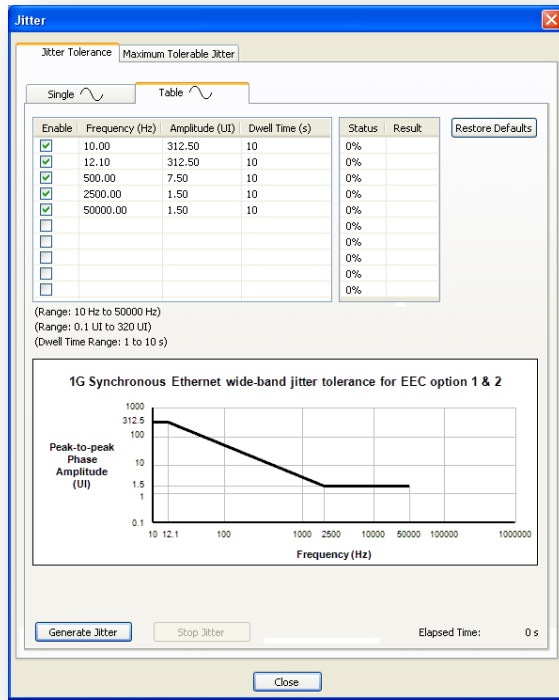 Jitter
Jitter Tolerance Maximum Tolerable Jitter
Single Table
Enable Frequency (Hz) Amplitude (UI) Dwell Time (s) Status Result Restore Defaults
10.00 312.50 10 0%
12.10 312.50 10 0%
500.00 7.50 10 0%
2500.00 1.50 10 0%
50000.00 1.50 10 0%
0%
0%
0%
0%
0%
(Range: 10 Hz to 50000 Hz)
(Range: 0.1 UI to 320 UI)
(Dwell Time Range: 1 to 10 s)
1G Synchronous Ethernet wide-band jitter tolerance for EEC option 1 & 2
Peak-to-peak
Phase
Amplitude
(UI)
1000
312.5
100
10
1.5
1
0.1
10 12.1 100 1000 2500 10000 50000 100000 1000000
Frequency (Hz)
Generate Jitter Stop Jitter Elapsed Time: 0 s
Close